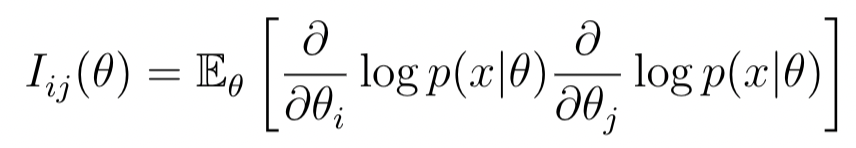 I_{ij}(\theta) = \mathbb{E}_\theta \left[ \frac{\partial}{\partial \theta_i} \log p(x|\theta) \frac{\partial}{\partial \theta_j} \log p(x|\theta) \right]